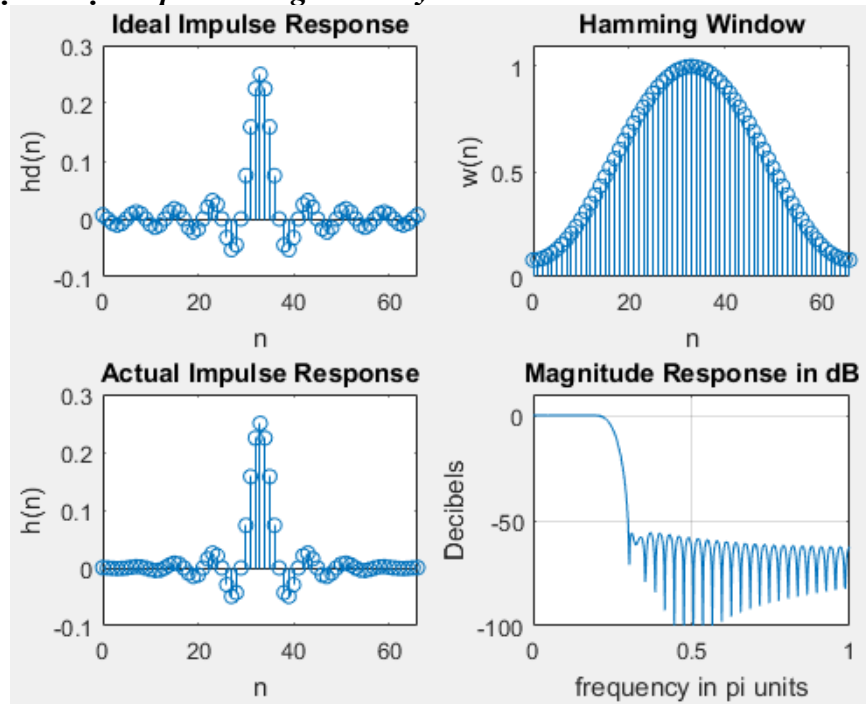 Ideal Impulse Response
0.3
0.2
0.1
0
-0.1
hd(n)
0
20
40
60
n
Hamming Window
1
0.5
0
w(n)
0
20
40
60
n
Actual Impulse Response
0.3
0.2
0.1
0
-0.1
h(n)
0
20
40
60
n
Magnitude Response in dB
0
-50
-100
Decibels
0
0.5
1
frequency in pi units